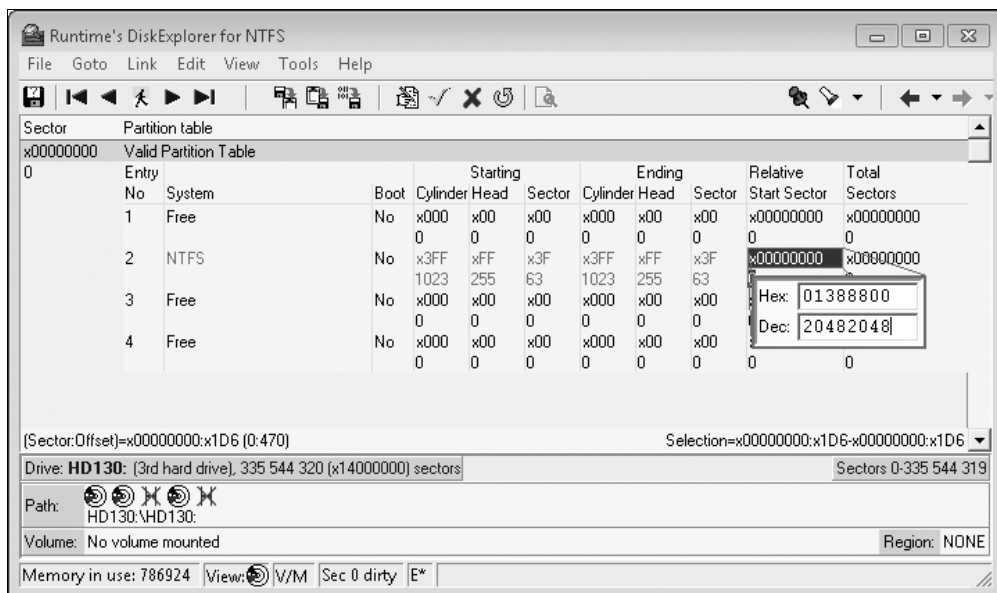 Runtime's DiskExplorer for NTFS
File Goto Link Edit View Tools Help
Sector Partition table
x00000000 Valid Partition Table
0 Entry Starting Ending Relative Total
No System Boot Cylinder Head Sector Cylinder Head Sector Start Sector Sectors
1 Free No x000 x00 x00 x000 x00 x00 x00000000 x00000000
0 0 0 0 0 0 0 0
2 NTFS No x3FF xFF x3F x3FF xFF x3F x00000000
1023 255 63 1023 255 63
3 Free No x000 x00 x00 x000 x00 x00
0 0 0 0 0 0
Hex: 01388800
Dec: 20482048
4 Free No x000 x00 x00 x000 x00 x00
0 0 0 0 0 0 0 0
(Sector:Offset)=x00000000:x1D6 (0:470) Selection=x00000000:x1D6-x00000000:x1D6
Drive: HD130: (3rd hard drive), 335 544 320 (x14000000) sectors Sectors 0-335 544 319
Path: HD130:\HD130:
Volume: No volume mounted Region: NONE
Memory in use: 786924 View: V/M Sec 0 dirty E*